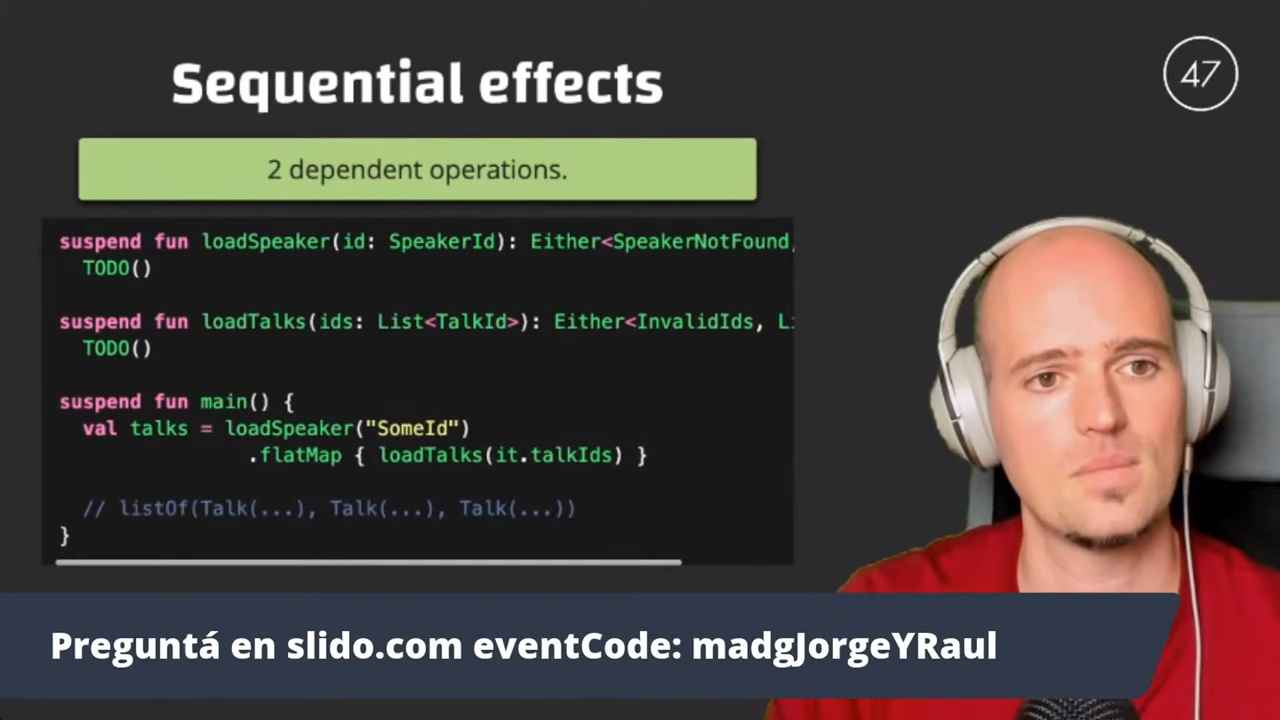 Sequential effects
47
2 dependent operations.
suspend fun loadSpeaker(id: SpeakerId): Either<SpeakerNotFound,
TODO()
suspend fun loadTalks(ids: List<TalkId>): Either<InvalidIds,
TODO()
suspend fun main() {
val talks = loadSpeaker("SomeId")
.flatMap { loadTalks(it.talkIds) }
// listOf(Talk(...), Talk(...), Talk(...))
}
Preguntá en slido.com eventCode: madgJorgeYRaul